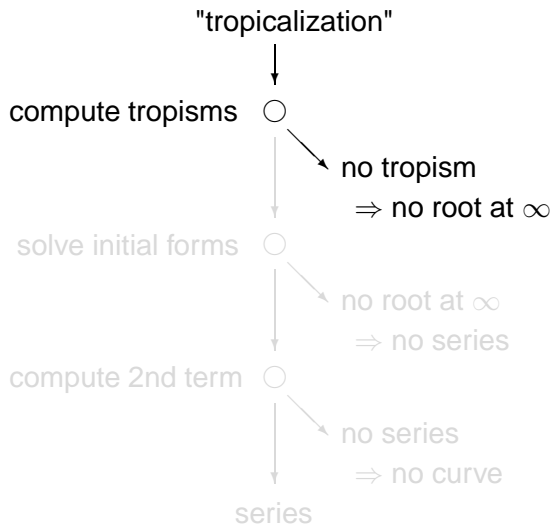 "tropicalization"
compute tropisms
no tropism
⇒ no root at ∞
solve initial forms
no root at ∞
⇒ no series
compute 2nd term
no series
⇒ no curve
series